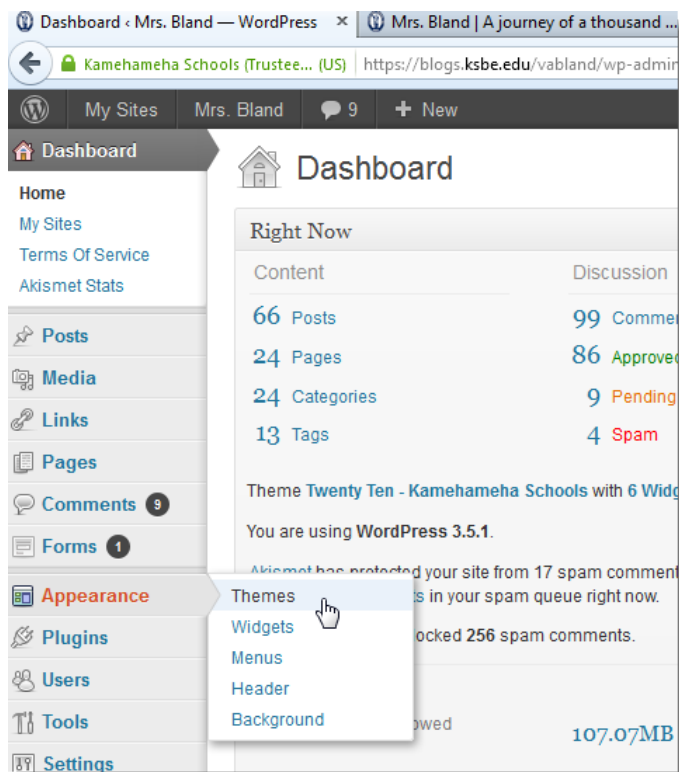 Dashboard ‹ Mrs. Bland — WordPress ×
Mrs. Bland | A journey of a thousand ...
Kamehameha Schools (Trustee... (US) https://blogs.ksbe.edu/vabland/wp-admin
My Sites Mrs. Bland 9 + New
Dashboard
Home
My Sites
Terms Of Service
Akismet Stats
Posts
Media
Links
Pages
Comments 9
Forms 1
Appearance
Plugins
Users
Tools
Settings
Dashboard
Right Now
Content Discussion
66 Posts 99
24 Pages 86 Approved
24 Categories 9 Pending
13 Tags 4 Spam
Theme Twenty Ten - Kamehameha Schools with 6
You are using WordPress 3.5.1.
Akismet has protected your site from 17 spam comment
in your spam queue right now.
256 spam comments.
107.07MB
Themes
Widgets
Menus
Header
Background